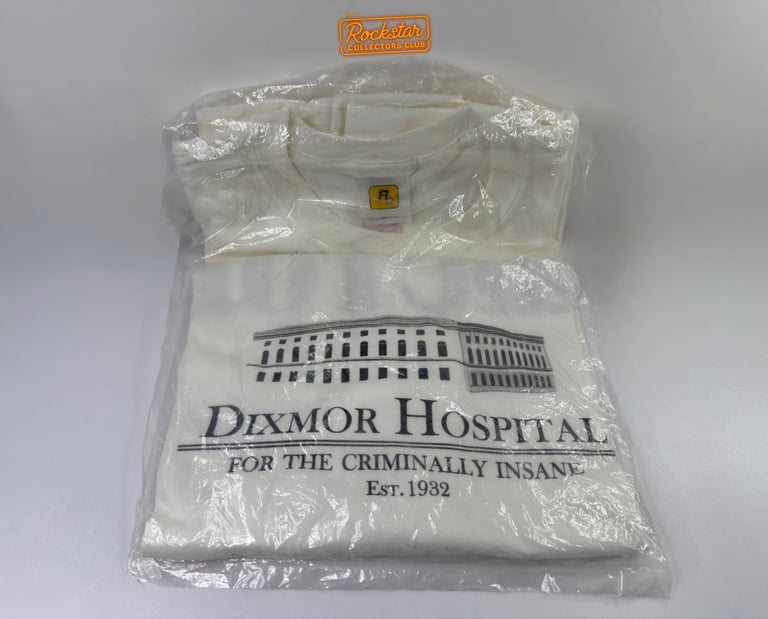 Rockstar
COLLECTORS CLUB
R★
DIXMOR HOSPITAL
FOR THE CRIMINALLY INSANE
EST. 1932